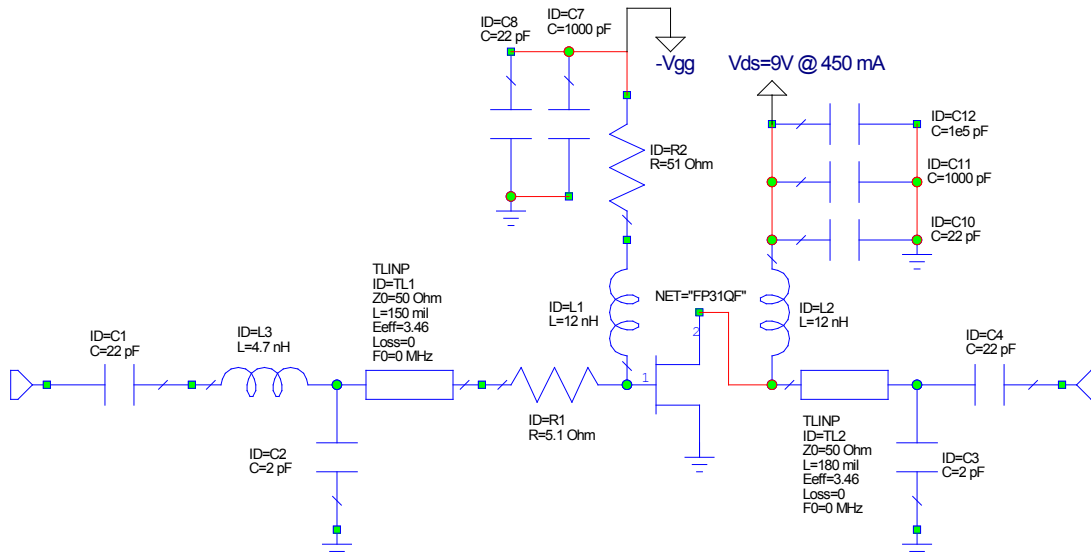 ID=C8
C=22 pF
ID=C7
C=1000 pF
-Vgg
Vds=9V @ 450 mA
ID=C12
C=1e5 pF
ID=R2
R=51 Ohm
ID=C11
C=1000 pF
ID=C10
C=22 pF
TLINP
ID=TL1
Z0=50 Ohm
L=150 mil
Eeff=3.46
Loss=0
F0=0 MHz
ID=L1
L=12 nH
NET="FP31QF"
ID=L2
L=12 nH
ID=C1
C=22 pF
ID=L3
L=4.7 nH
2
ID=C4
C=22 pF
1
ID=R1
R=5.1 Ohm
ID=C2
C=2 pF
TLINP
ID=TL2
Z0=50 Ohm
L=180 mil
Eeff=3.46
Loss=0
F0=0 MHz
ID=C3
C=2 pF